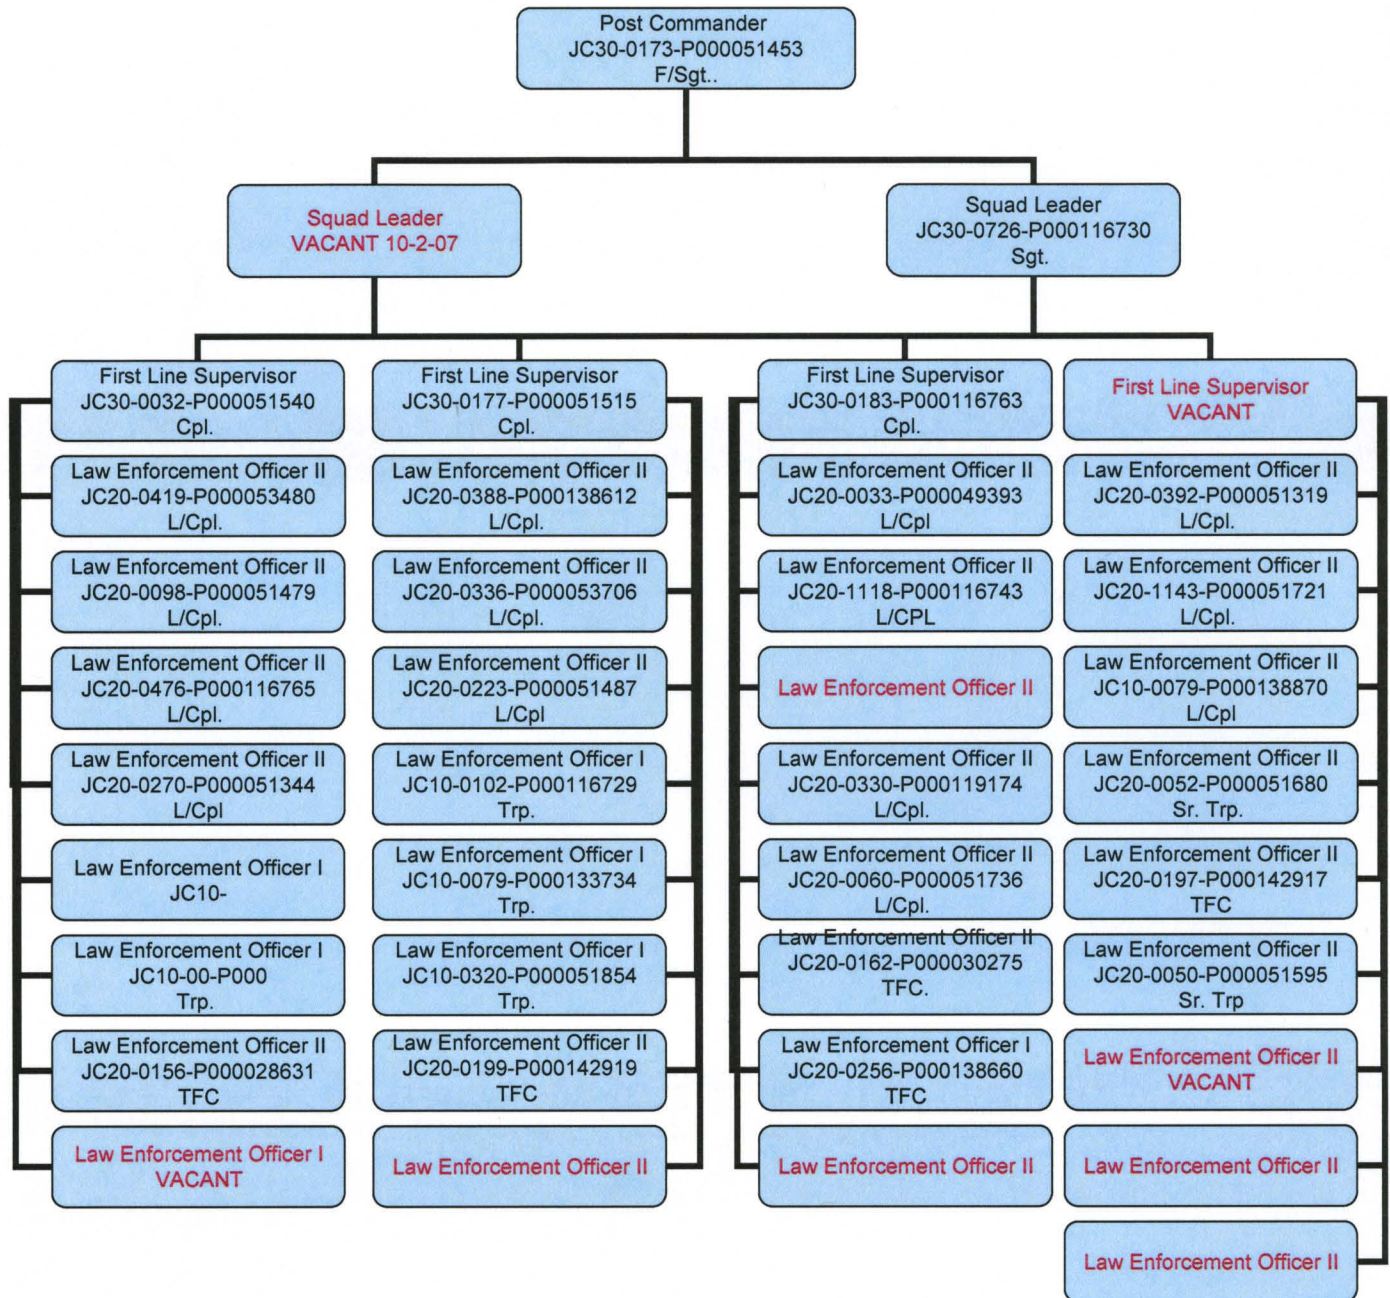 Post Commander
JC30-0173-P000051453
F/Sgt..
Squad Leader
VACANT 10-2-07
Squad Leader
JC30-0726-P000116730
Sgt.
First Line Supervisor
JC30-0032-P000051540
Cpl.
Law Enforcement Officer II
JC20-0419-P000053480
L/Cpl.
Law Enforcement Officer II
JC20-0098-P000051479
L/Cpl.
Law Enforcement Officer II
JC20-0476-P000116765
L/Cpl.
Law Enforcement Officer II
JC20-0270-P000051344
L/Cpl
Law Enforcement Officer I
JC10-
Law Enforcement Officer I
JC10-00-P000
Trp.
Law Enforcement Officer II
JC20-0156-P000028631
TFC
Law Enforcement Officer I
VACANT
First Line Supervisor
JC30-0177-P000051515
Cpl.
Law Enforcement Officer II
JC20-0388-P000138612
L/Cpl.
Law Enforcement Officer II
JC20-0336-P000053706
L/Cpl.
Law Enforcement Officer II
JC20-0223-P000051487
L/Cpl
Law Enforcement Officer I
JC10-0102-P000116729
Trp.
Law Enforcement Officer I
JC10-0079-P000133734
Trp.
Law Enforcement Officer I
JC10-0320-P000051854
Trp.
Law Enforcement Officer II
JC20-0199-P000142919
TFC
Law Enforcement Officer II
First Line Supervisor
JC30-0183-P000116763
Cpl.
Law Enforcement Officer II
JC20-0033-P000049393
L/Cpl
Law Enforcement Officer II
JC20-1118-P000116743
L/CPL
Law Enforcement Officer II
Law Enforcement Officer II
JC20-0330-P000119174
L/Cpl.
Law Enforcement Officer II
JC20-0060-P000051736
L/Cpl.
Law Enforcement Officer II
JC20-0162-P000030275
TFC.
Law Enforcement Officer I
JC20-0256-P000138660
TFC
Law Enforcement Officer II
First Line Supervisor
VACANT
Law Enforcement Officer II
JC20-0392-P000051319
L/Cpl.
Law Enforcement Officer II
JC20-1143-P000051721
L/Cpl.
Law Enforcement Officer II
JC10-0079-P000138870
L/Cpl
Law Enforcement Officer II
JC20-0052-P000051680
Sr. Trp.
Law Enforcement Officer II
JC20-0197-P000142917
TFC
Law Enforcement Officer II
JC20-0050-P000051595
Sr. Trp
Law Enforcement Officer II
VACANT
Law Enforcement Officer II
Law Enforcement Officer II